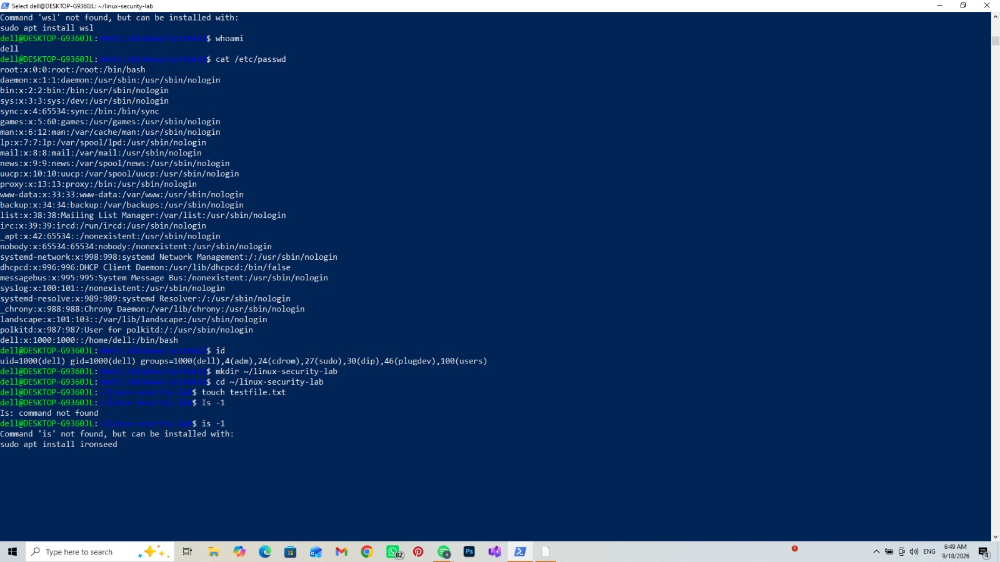 Select dell@DESKTOP-G9360JL: ~/linux-security-lab
Command 'wsl' not found, but can be installed with:
sudo apt install wsl
dell@DESKTOP-G9360JL:/mnt/c/Windows/system32$ whoami
dell
dell@DESKTOP-G9360JL:/mnt/c/Windows/system32$ cat /etc/passwd
root:x:0:0:root:/root:/bin/bash
daemon:x:1:1:daemon:/usr/sbin:/usr/sbin/nologin
bin:x:2:2:bin:/bin:/usr/sbin/nologin
sys:x:3:3:sys:/dev:/usr/sbin/nologin
sync:x:4:65534:sync:/bin:/bin/sync
games:x:5:60:games:/usr/games:/usr/sbin/nologin
man:x:6:12:man:/var/cache/man:/usr/sbin/nologin
lp:x:7:7:lp:/var/spool/lpd:/usr/sbin/nologin
mail:x:8:8:mail:/var/mail:/usr/sbin/nologin
news:x:9:9:news:/var/spool/news:/usr/sbin/nologin
uucp:x:10:10:uucp:/var/spool/uucp:/usr/sbin/nologin
proxy:x:13:13:proxy:/bin:/usr/sbin/nologin
www-data:x:33:33:www-data:/var/www:/usr/sbin/nologin
backup:x:34:34:backup:/var/backups:/usr/sbin/nologin
list:x:38:38:Mailing List Manager:/var/list:/usr/sbin/nologin
irc:x:39:39:ircd:/run/ircd:/usr/sbin/nologin
_apt:x:42:65534::/nonexistent:/usr/sbin/nologin
nobody:x:65534:65534:nobody:/nonexistent:/usr/sbin/nologin
systemd-network:x:998:998:systemd Network Management:/:/usr/sbin/nologin
dhcpcd:x:996:996:DHCP Client Daemon:/usr/lib/dhcpcd:/bin/false
messagebus:x:995:995:System Message Bus:/nonexistent:/usr/sbin/nologin
syslog:x:100:101::/nonexistent:/usr/sbin/nologin
systemd-resolve:x:989:989:systemd Resolver:/:/usr/sbin/nologin
_chrony:x:988:988:Chrony Daemon:/var/lib/chrony:/usr/sbin/nologin
landscape:x:101:103::/var/lib/landscape:/usr/sbin/nologin
polkitd:x:987:987:User for polkitd:/:/usr/sbin/nologin
dell:x:1000:1000::/home/dell:/bin/bash
dell@DESKTOP-G9360JL:/mnt/c/Windows/system32$ id
uid=1000(dell) gid=1000(dell) groups=1000(dell),4(adm),24(cdrom),27(sudo),30(dip),46(plugdev),100(users)
dell@DESKTOP-G9360JL:/mnt/c/Windows/system32$ mkdir ~/linux-security-lab
dell@DESKTOP-G9360JL:/mnt/c/Windows/system32$ cd ~/linux-security-lab
dell@DESKTOP-G9360JL:~/linux-security-lab$ touch testfile.txt
dell@DESKTOP-G9360JL:~/linux-security-lab$ Is -1
Is: command not found
dell@DESKTOP-G9360JL:~/linux-security-lab$ is -1
Command 'is' not found, but can be installed with:
sudo apt install ironseed
Type here to search
82
Ps
1
ENG
6:49 AM
9/18/2026
4